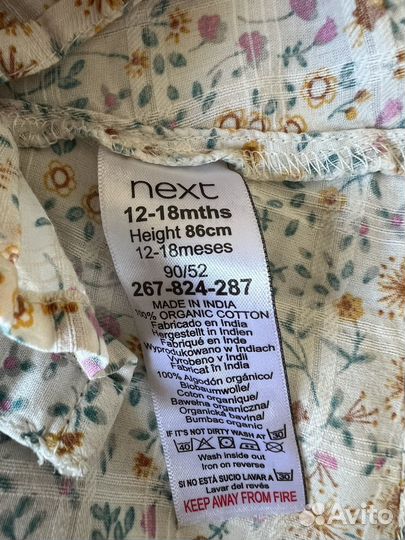 next
12-18mths
Height 86cm
12-18meses
90/52
267-824-287
MADE IN INDIA
100% ORGANIC COTTON
Fabricado en India
Hergestellt in Indien
Fabriqué en Inde
Wyprodukowano w Indiach
Vyrobeno v Indii
Fabricat în India
100% Algodón orgánico/
Biobaumwolle/
Coton organique/
Bawełna organiczna/
Organická bavlna/
Bumbac organic
IF IT'S NOT DIRTY WASH AT 30
40
Wash inside out
Iron on reverse
SI NO ESTÁ SUCIO LAVAR A 30
Lavar del revés
KEEP AWAY FROM FIRE
Avito